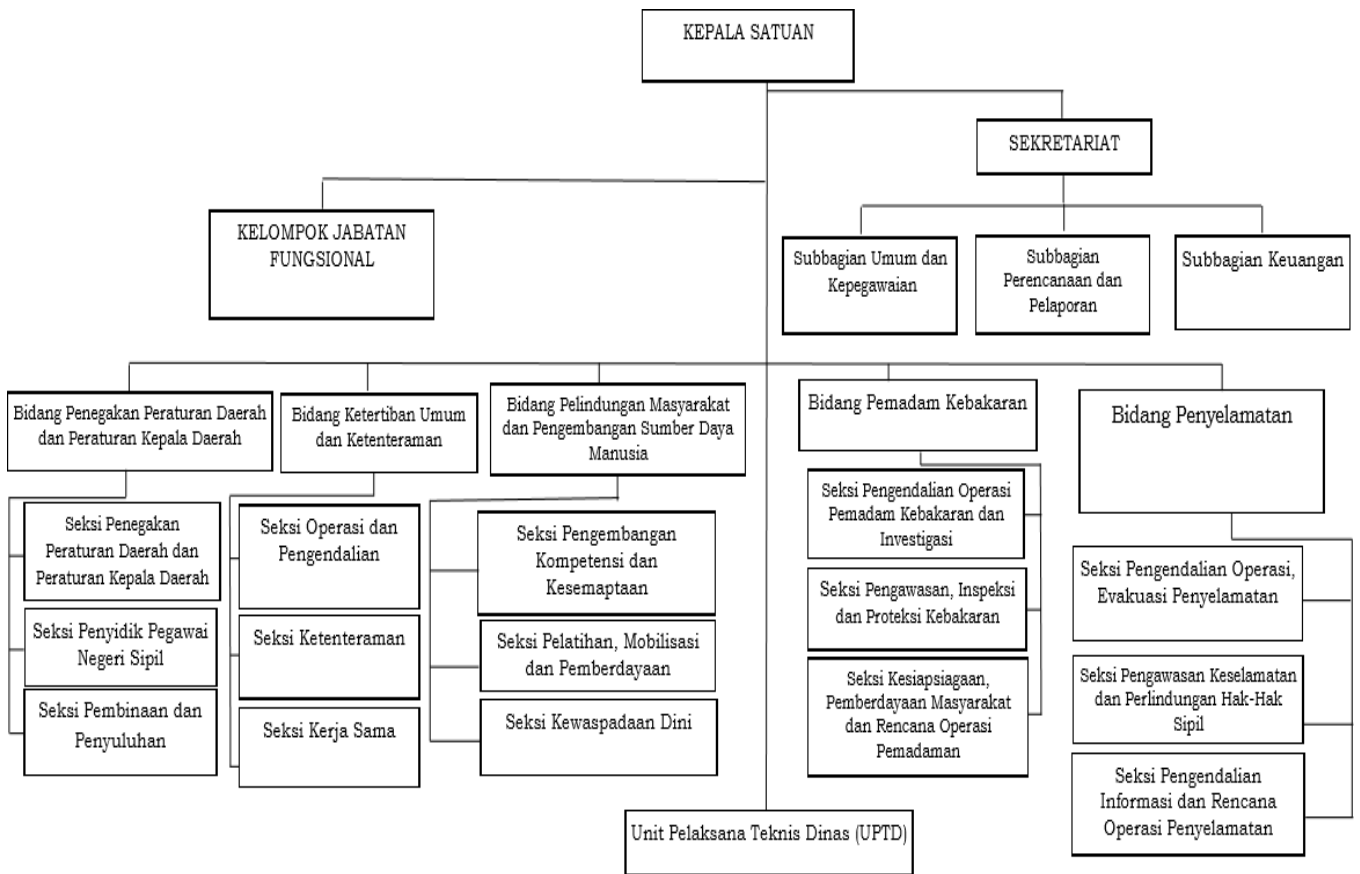 KEPALA SATUAN
SEKRETARIAT
KELOMPOK JABATAN
FUNGSIONAL
Subbagian Umum dan
Kepegawaian
Subbagian
Perencanaan dan
Pelaporan
Subbagian Keuangan
Bidang Penegakan Peraturan Daerah
dan Peraturan Kepala Daerah
Bidang Ketertiban Umum
dan Ketenteraman
Bidang Pelindungan Masyarakat
dan Pengembangan Sumber Daya
Manusia
Bidang Pemadam Kebakaran
Bidang Penyelamatan
Seksi Penegakan
Peraturan Daerah dan
Peraturan Kepala Daerah
Seksi Penyidik Pegawai
Negeri Sipil
Seksi Pembinaan dan
Penyuluhan
Seksi Operasi dan
Pengendalian
Seksi Ketenteraman
Seksi Kerja Sama
Seksi Pengembangan
Kompetensi dan
Kesemaptaan
Seksi Pelatihan, Mobilisasi
dan Pemberdayaan
Seksi Kewaspadaan Dini
Seksi Pengendalian Operasi
Pemadam Kebakaran dan
Investigasi
Seksi Pengawasan, Inspeksi
dan Proteksi Kebakaran
Seksi Kesiapsiagaan,
Pemberdayaan Masyarakat
dan Rencana Operasi
Pemadaman
Seksi Pengendalian Operasi,
Evakuasi Penyelamatan
Seksi Pengawasan Keselamatan
dan Perlindungan Hak-Hak
Sipil
Seksi Pengendalian
Informasi dan Rencana
Operasi Penyelamatan
Unit Pelaksana Teknis Dinas (UPTD)